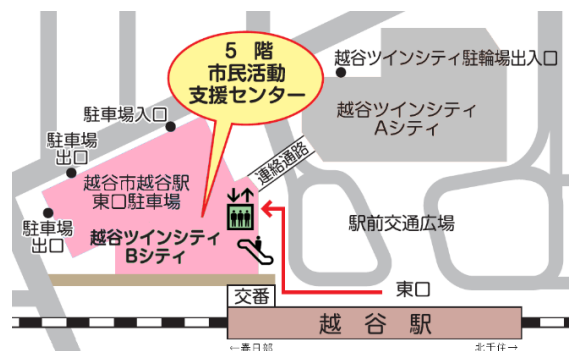 5 階
市民活動
支援センター
越谷ツインシティ駐輪場出入口
越谷ツインシティ
Aシティ
駐車場入口
駐車場
出口
連絡通路
越谷市越谷駅
東口駐車場
駐車場
出口
越谷ツインシティ
Bシティ
駅前交通広場
交番
東口
越谷駅
←春日部
北千住→